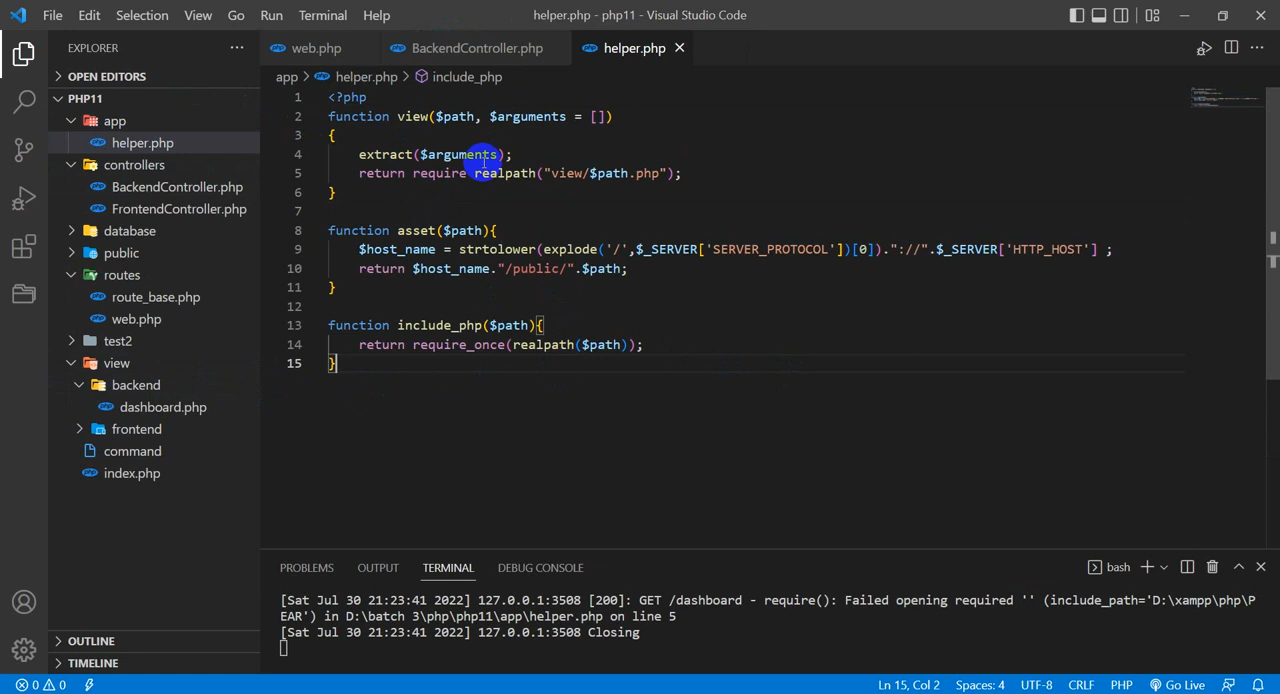 File Edit Selection View Go Run Terminal Help
helper.php - php11 - Visual Studio Code
EXPLORER
OPEN EDITORS
PHP11
app
helper.php
controllers
BackendController.php
FrontendController.php
database
public
routes
route_base.php
web.php
test2
view
backend
dashboard.php
frontend
command
index.php
OUTLINE
TIMELINE
web.php BackendController.php helper.php
app > helper.php > include_php
1 <?php
2 function view($path, $arguments = [])
3 {
4 extract($arguments);
5 return require realpath("view/$path.php");
6 }
7
8 function asset($path){
9 $host_name = strtolower(explode('/',$_SERVER['SERVER_PROTOCOL'])[0])."://".$_SERVER['HTTP_HOST'] ;
10 return $host_name."/public/".$path;
11 }
12
13 function include_php($path){
14 return require_once(realpath($path));
15 }
PROBLEMS OUTPUT TERMINAL DEBUG CONSOLE
bash
[Sat Jul 30 21:23:41 2022] 127.0.0.1:3508 [200]: GET /dashboard - require(): Failed opening required '' (include_path='D:\xampp\php\P
EAR') in D:\batch 3\php\php11\app\helper.php on line 5
[Sat Jul 30 21:23:41 2022] 127.0.0.1:3508 Closing
0 0 Ln 15, Col 2 Spaces: 4 UTF-8 CRLF PHP Go Live